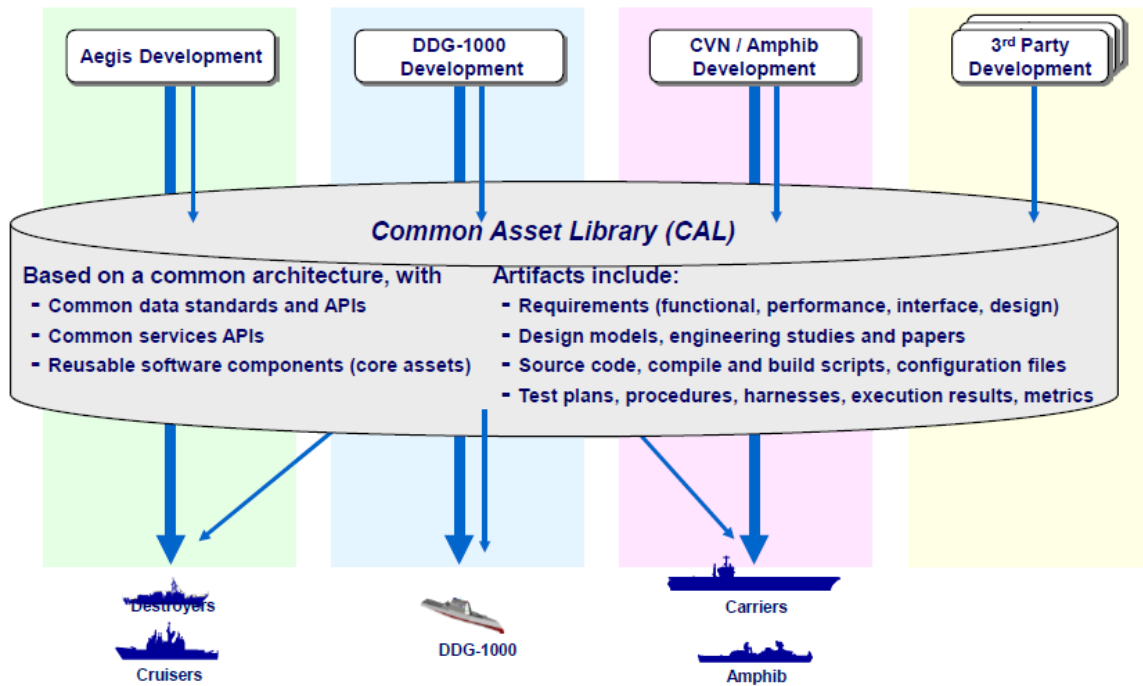 Aegis Development
DDG-1000
Development
CVN / Amphib
Development
3rd Party
Development
Common Asset Library (CAL)
Based on a common architecture, with
- Common data standards and APIs
- Common services APIs
- Reusable software components (core assets)
Artifacts include:
- Requirements (functional, performance, interface, design)
- Design models, engineering studies and papers
- Source code, compile and build scripts, configuration files
- Test plans, procedures, harnesses, execution results, metrics
Destroyers
Cruisers
DDG-1000
Carriers
Amphib